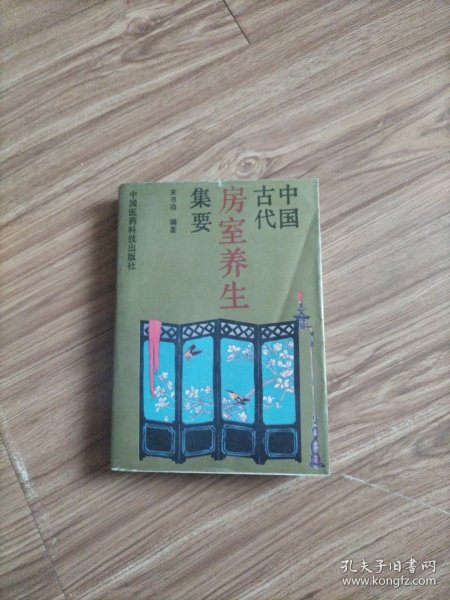 中国
古代
房室养生
集要
宋书功 编著
中国医药科技出版社
孔夫子旧书网
www.kongfz.com